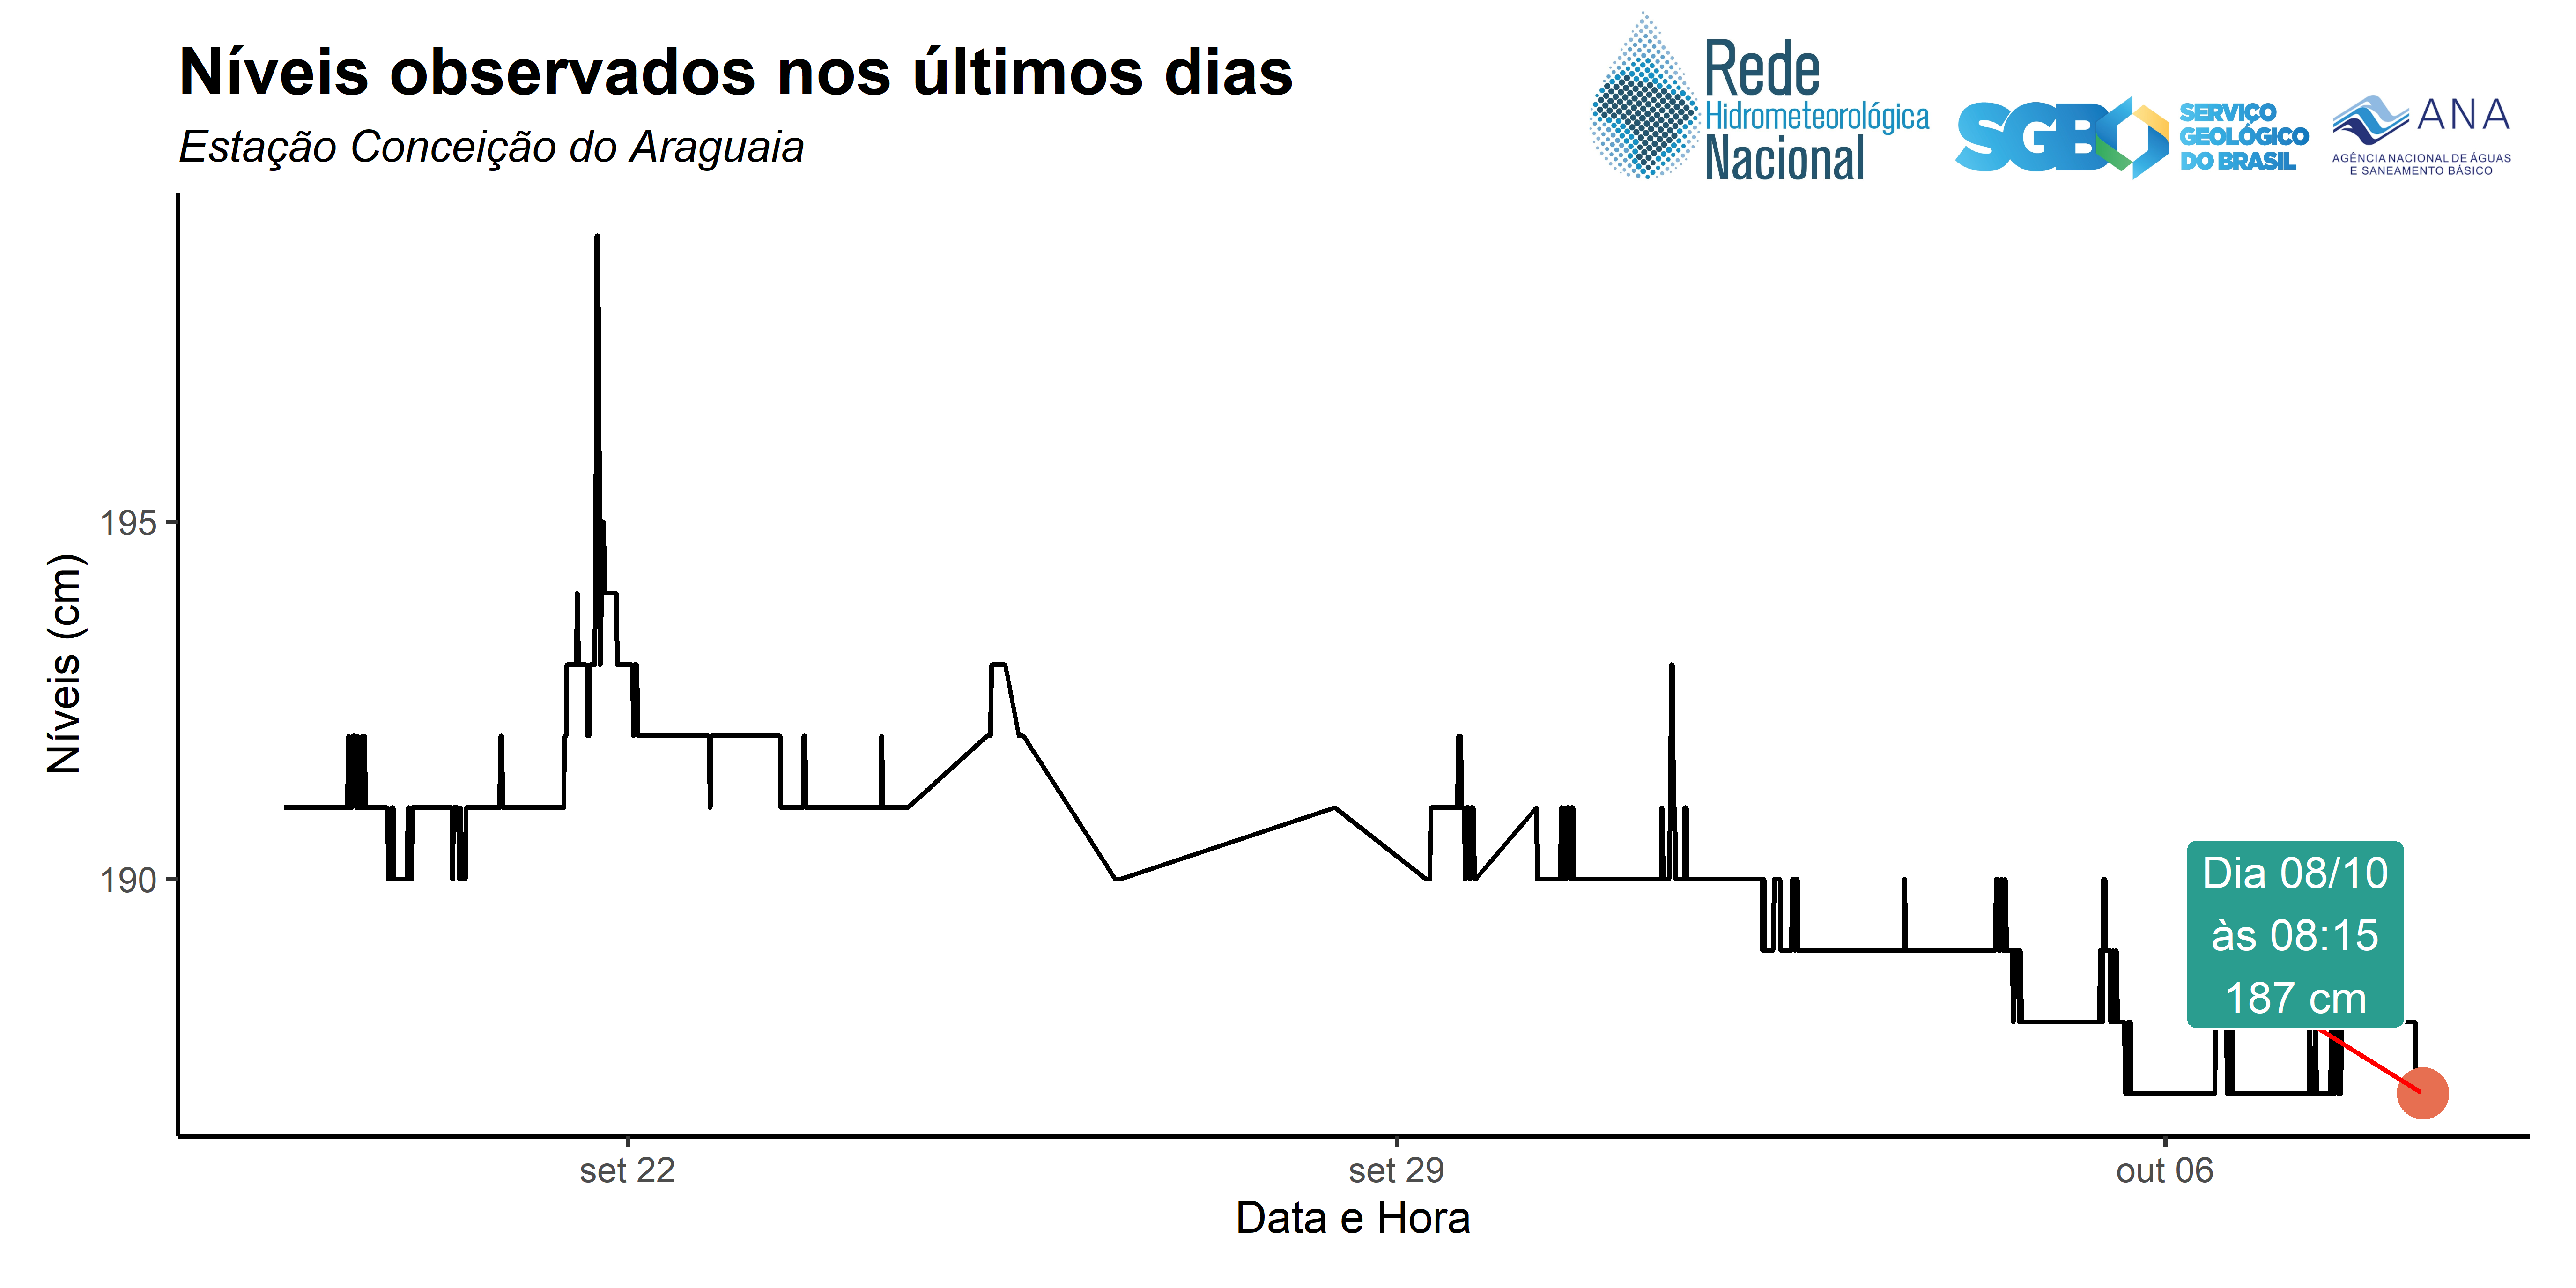 Níveis observados nos últimos dias
Estação Conceição do Araguaia
Rede
Hidrometeorológica
Nacional
SGB
SERVIÇO
GEOLÓGICO
DO BRASIL
ANA
AGÊNCIA NACIONAL DE ÁGUAS
E SANEAMENTO BÁSICO
Níveis (cm)
195
190
Dia 08/10
às 08:15
187 cm
set 22
set 29
out 06
Data e Hora